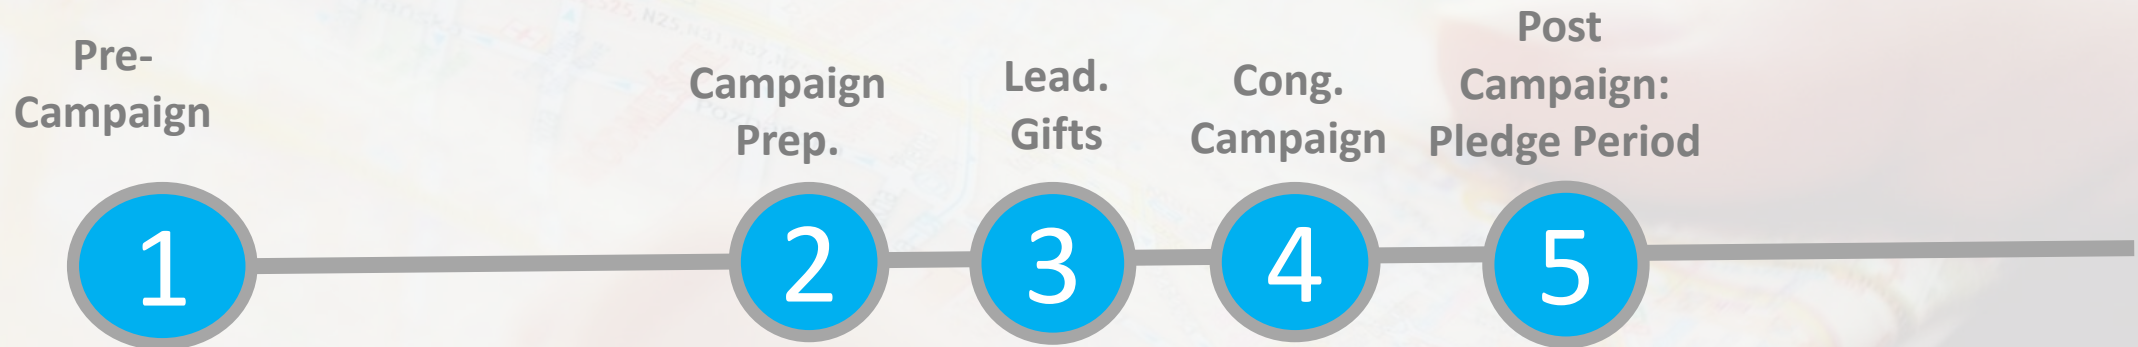 Pre-
Campaign
1
Campaign
Prep.
2
Lead.
Gifts
3
Cong.
Campaign
4
Post
Campaign:
Pledge Period
5